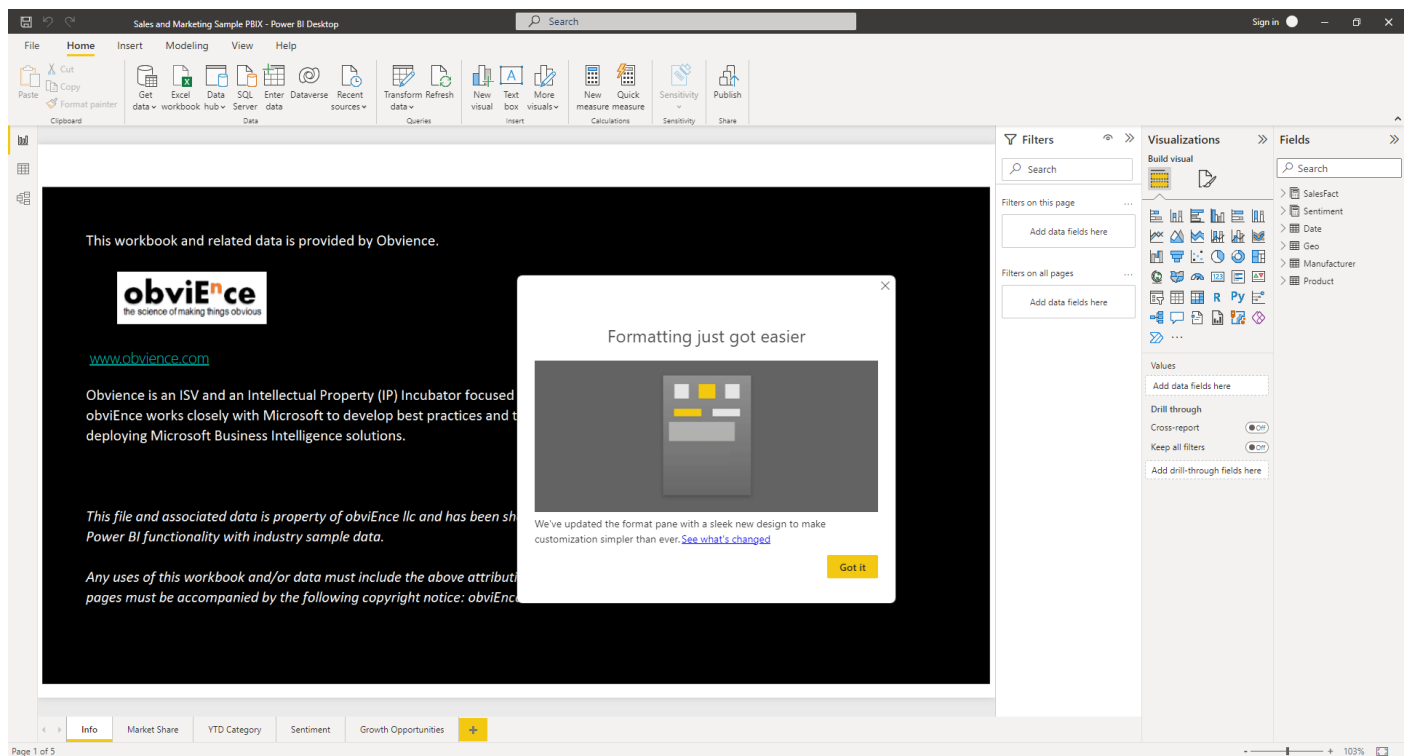 Sales and Marketing Sample PBIX - Power BI Desktop
Search
Sign in
File Home Insert Modeling View Help
Paste
Cut
Copy
Format painter
Clipboard
Get data
Excel workbook
Data hub
SQL Server
Enter data
Dataverse
Recent sources
Data
Transform data
Refresh
Queries
New visual
Text box
More visuals
Insert
New measure
Quick measure
Calculations
Sensitivity
Sensitivity
Publish
Share
This workbook and related data is provided by Obvience.
obviEnce
the science of making things obvious
www.obvience.com
Obvience is an ISV and an Intellectual Property (IP) Incubator focused
obviEnce works closely with Microsoft to develop best practices and t
deploying Microsoft Business Intelligence solutions.
This file and associated data is property of obviEnce llc and has been sh
Power BI functionality with industry sample data.
Any uses of this workbook and/or data must include the above attributi
pages must be accompanied by the following copyright notice: obviEnce
Formatting just got easier
We've updated the format pane with a sleek new design to make
customization simpler than ever. See what's changed
Got it
Filters
Search
Filters on this page
Add data fields here
Filters on all pages
Add data fields here
Visualizations
Build visual
123
R Py
Values
Add data fields here
Drill through
Cross-report Off
Keep all filters Off
Add drill-through fields here
Fields
Search
SalesFact
Sentiment
Date
Geo
Manufacturer
Product
Info Market Share YTD Category Sentiment Growth Opportunities +
Page 1 of 5
- + 103%